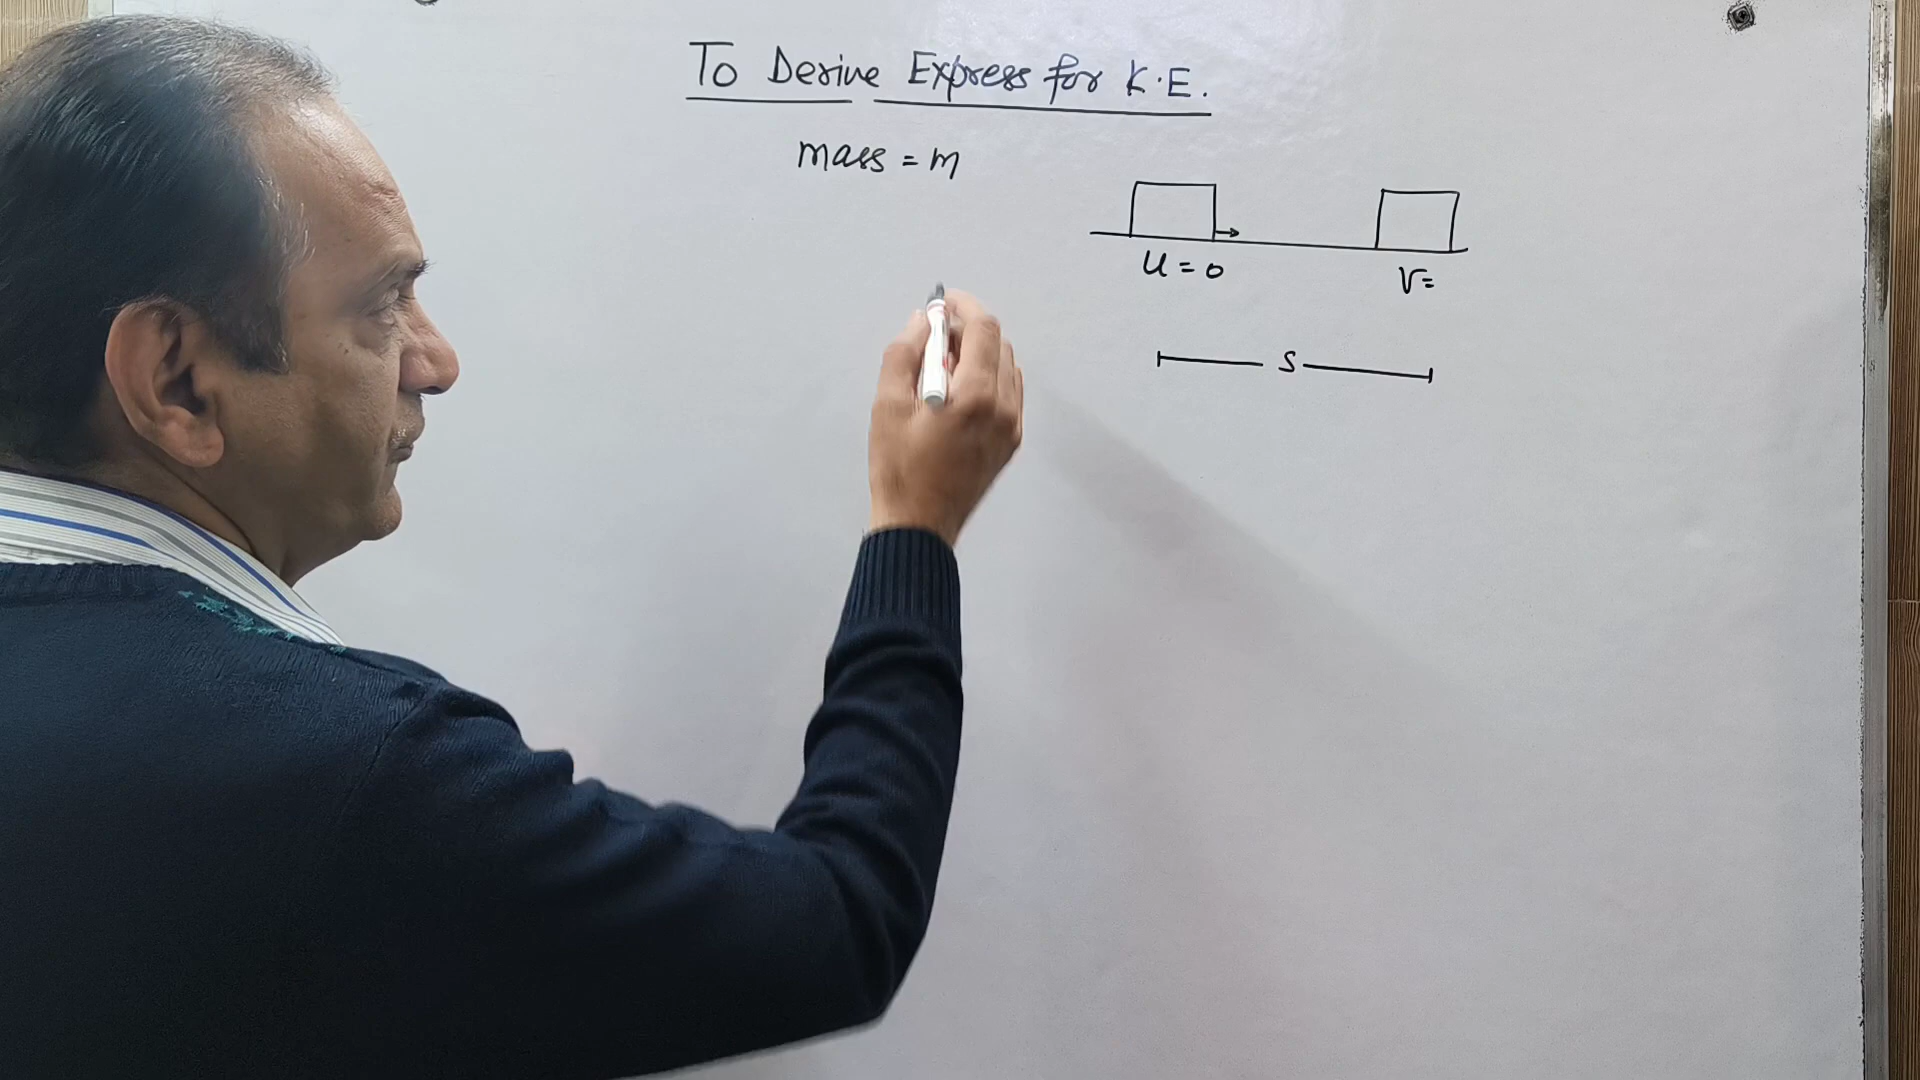 To Derive Express for K.E.
mass = m
u = 0
V=
S